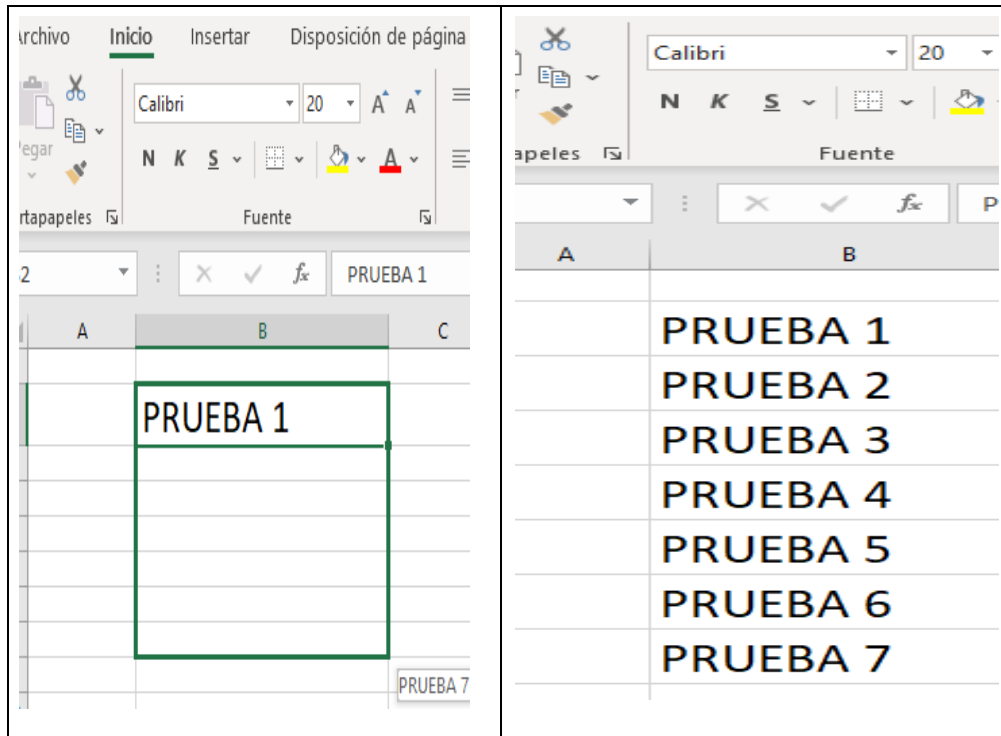 Archivo Inicio Insertar Disposición de página
Calibri 20 A A
Pegar
N K S A
rtapapeles Fuente
32 fx PRUEBA 1
A B C
PRUEBA 1
PRUEBA 7
Calibri 20
N K S
apeles Fuente
fx P
A B
PRUEBA 1
PRUEBA 2
PRUEBA 3
PRUEBA 4
PRUEBA 5
PRUEBA 6
PRUEBA 7